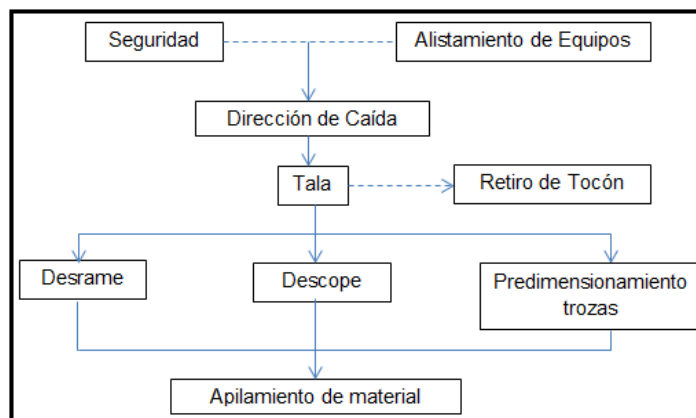 Seguridad
Alistamiento de Equipos
Dirección de Caída
Tala
Retiro de Tocón
Desrame
Descope
Predimensionamiento
trozas
Apilamiento de material